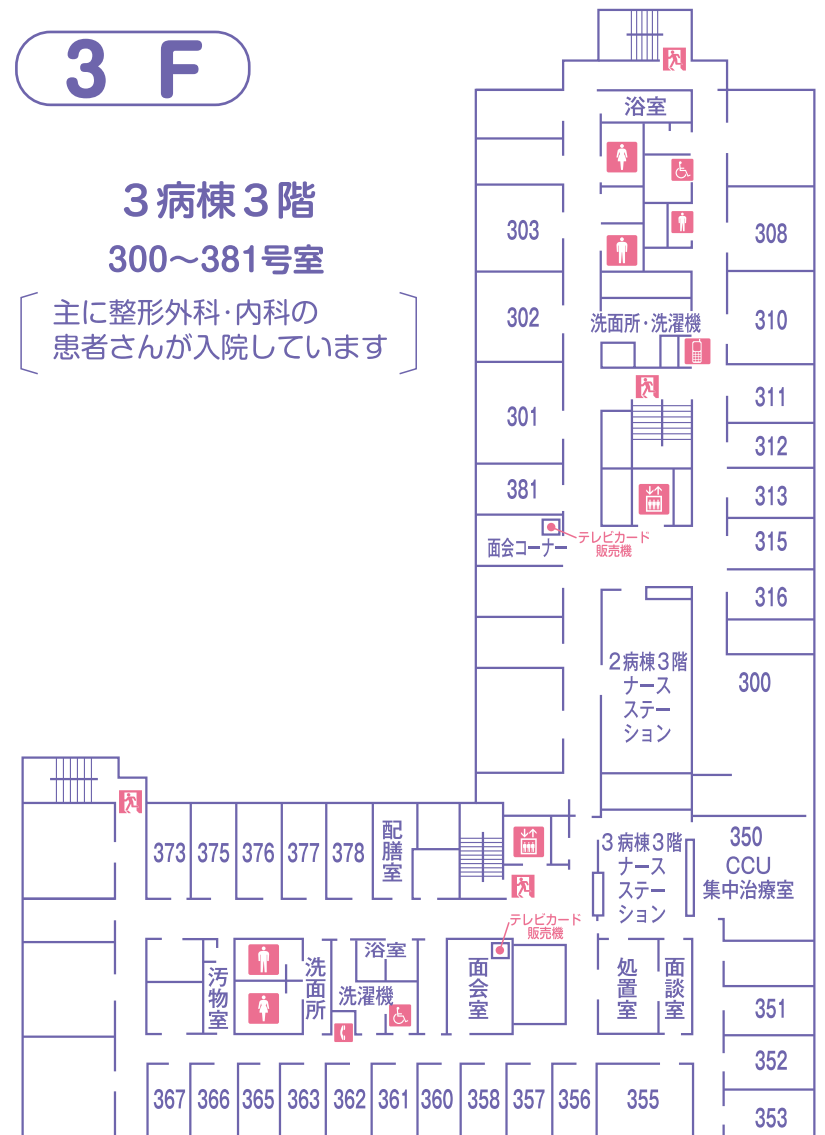 3 F
3病棟3階
300～381号室
主に整形外科・内科の
患者さんが入院しています
浴室
303
308
302
310
洗面所・洗濯機
301
311
312
381
313
面会コーナー
テレビカード
販売機
315
316
2病棟3階
ナース
ステー
ション
300
373
375
376
377
378
配
膳
室
3病棟3階
ナース
ステー
ション
350
CCU
集中治療室
テレビカード
販売機
汚
物
室
洗
面
所
浴室
洗濯機
面
会
室
処
置
室
面
談
室
351
352
353
367
366
365
363
362
361
360
358
357
356
355